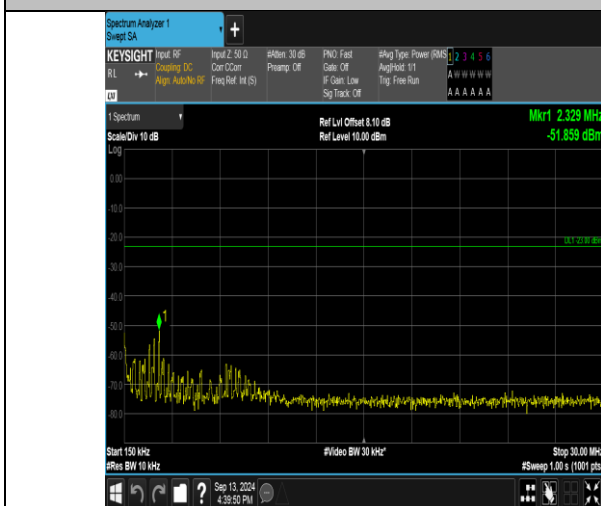 Spectrum Analyzer 1
Swept SA
+
KEYSIGHT
RL
Input: RF
Coupling: DC
Align: Auto/No RF
Input Z: 50 Ω
Corr CCorr
Freq Ref: Int (S)
#Atten: 30 dB
Preamp: Off
PNO: Fast
Gate: Off
IF Gain: Low
Sig Track: Off
#Avg Type: Power (RMS
Avg|Hold: 1/1
Trig: Free Run
1 2 3 4 5 6
A W W W W W
A A A A A A
1 Spectrum
Scale/Div 10 dB
Ref Lvl Offset 8.10 dB
Ref Level 10.00 dBm
Mkr1 2.329 MHz
-51.859 dBm
Log
0.00
-10.0
-20.0
DL1 -23.00 dBm
-30.0
-40.0
1
-50.0
-60.0
-70.0
-80.0
Start 150 kHz
#Video BW 30 kHz*
Stop 30.00 MHz
#Res BW 10 kHz
#Sweep 1.00 s (1001 pts
?
Sep 13, 2024
4:39:50 PM